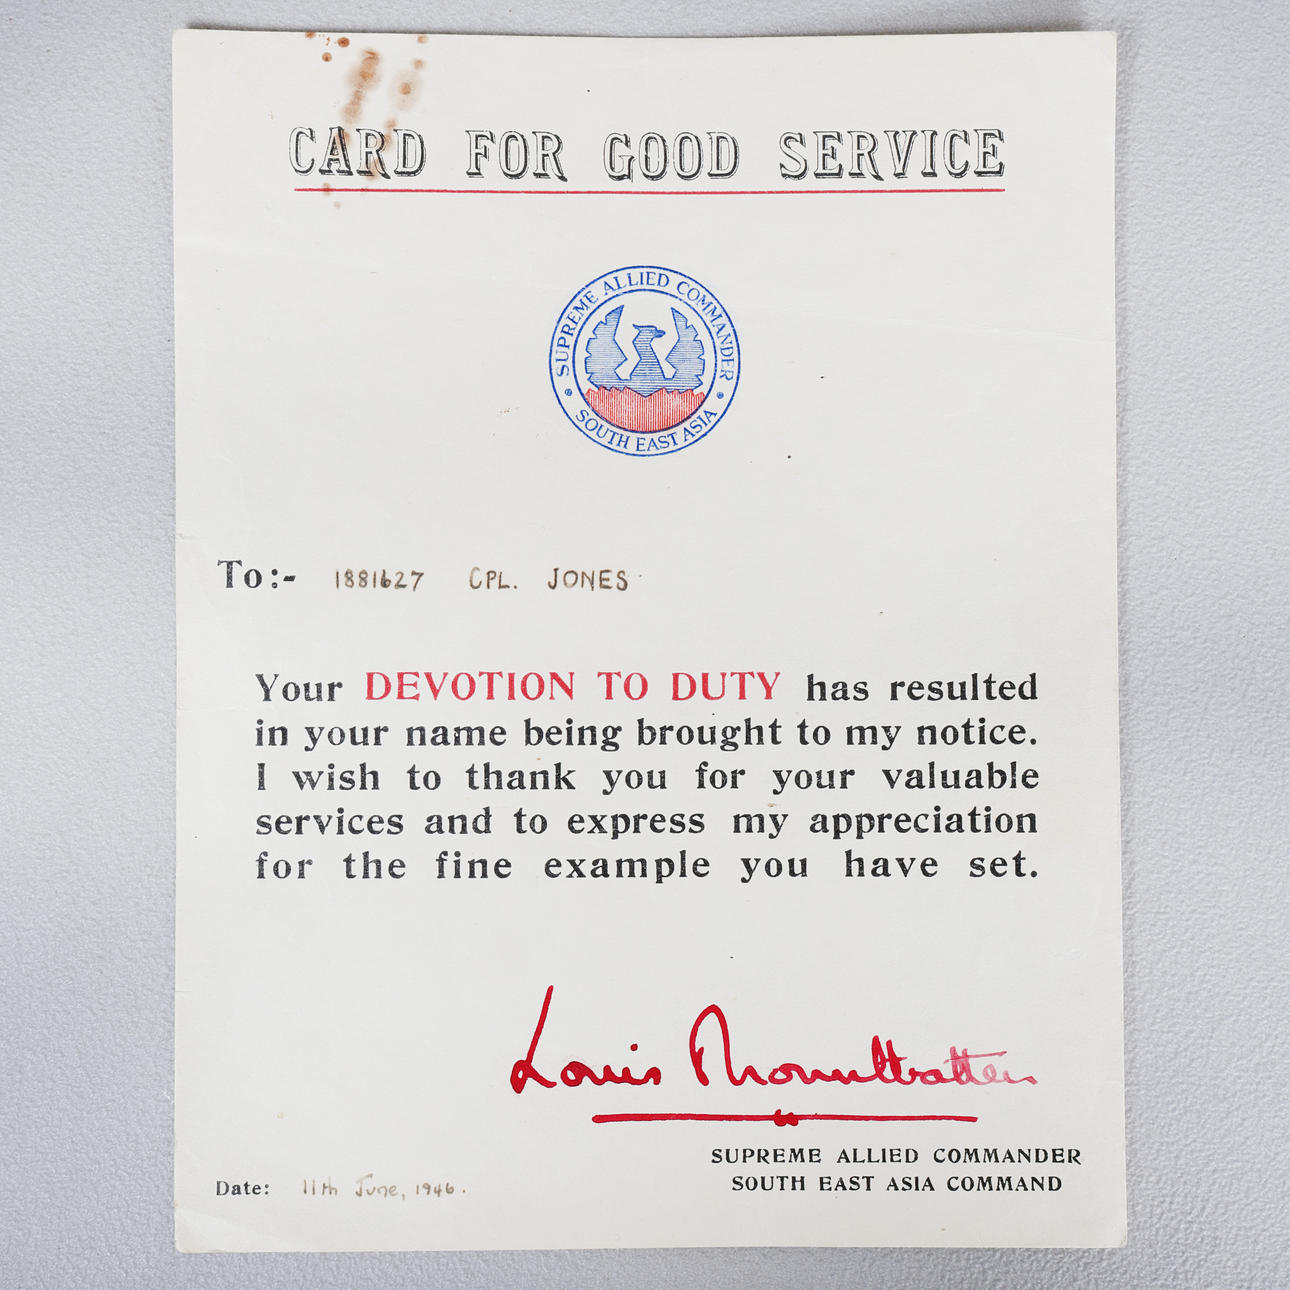 CARD FOR GOOD SERVICE
SUPREME ALLIED COMMANDER
SOUTH EAST ASIA
To:- 1881627 CPL. JONES
Your DEVOTION TO DUTY has resulted
in your name being brought to my notice.
I wish to thank you for your valuable
services and to express my appreciation
for the fine example you have set.
Louis Mountbatten
SUPREME ALLIED COMMANDER
SOUTH EAST ASIA COMMAND
Date: 11th June, 1946.